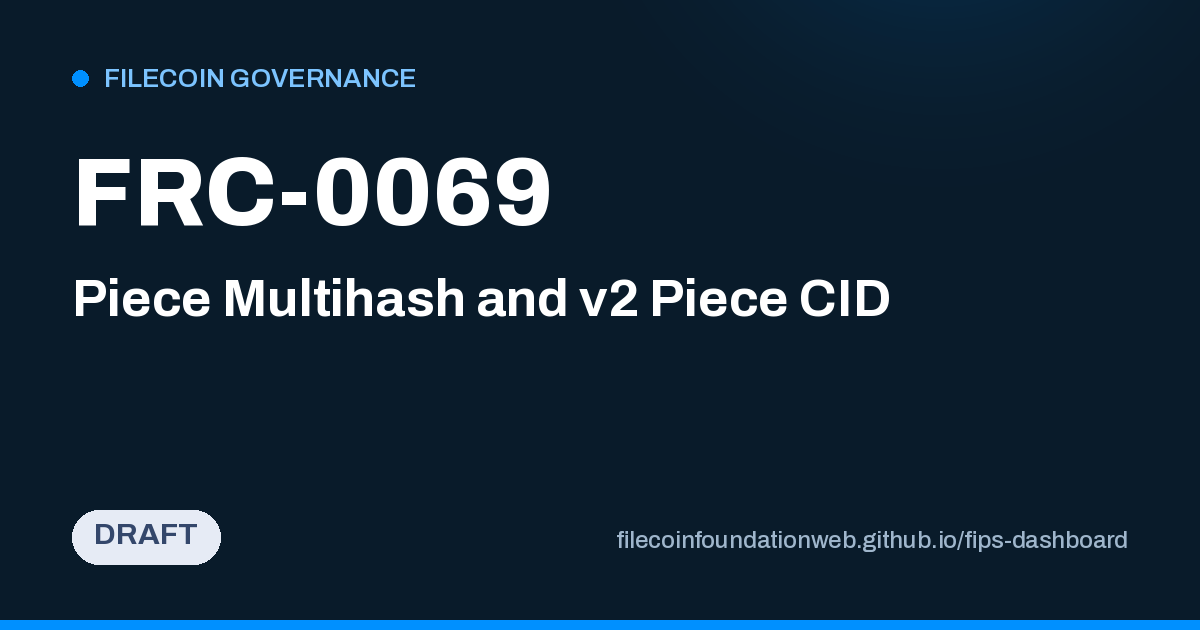 FILECOIN GOVERNANCE
FRC-0069
Piece Multihash and v2 Piece CID
DRAFT
filecoinfoundationweb.github.io/fips-dashboard